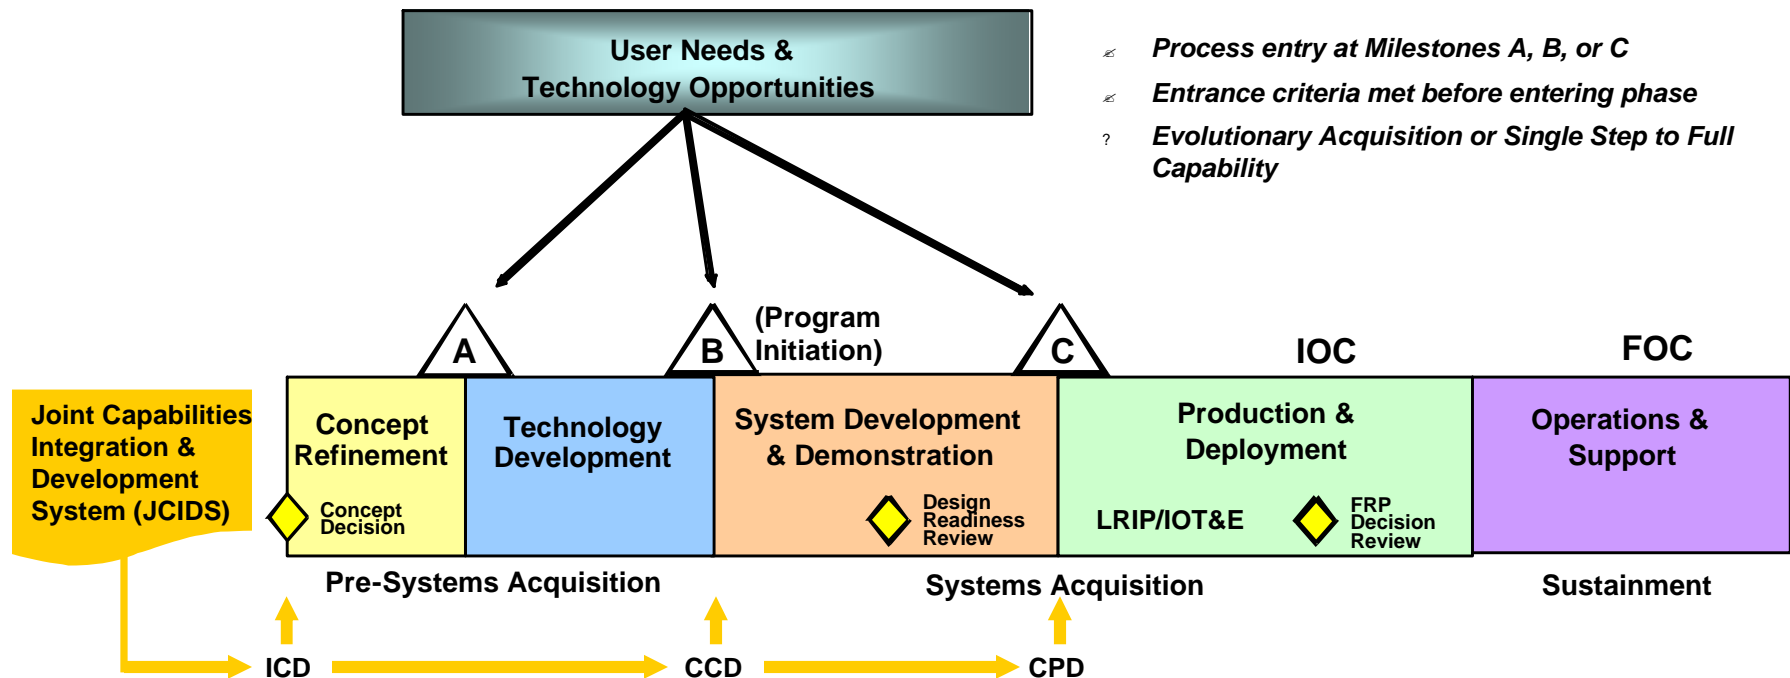 User Needs &
Technology Opportunities
Process entry at Milestones A, B, or C
Entrance criteria met before entering phase
? Evolutionary Acquisition or Single Step to Full
Capability
A
B
(Program
Initiation)
C
IOC
FOC
Joint Capabilities
Integration &
Development
System (JCIDS)
Concept
Refinement
Concept
Decision
Technology
Development
System Development
& Demonstration
Design
Readiness
Review
Production &
Deployment
LRIP/IOT&E
FRP
Decision
Review
Operations &
Support
Pre-Systems Acquisition
Systems Acquisition
Sustainment
ICD
CCD
CPD